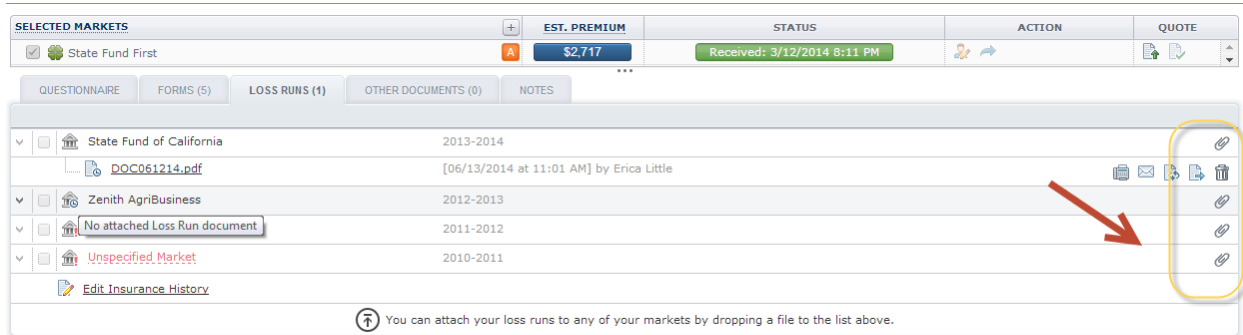 SELECTED MARKETS + EST. PREMIUM STATUS ACTION QUOTE
State Fund First A $2,717 Received: 3/12/2014 8:11 PM
QUESTIONNAIRE FORMS (5) LOSS RUNS (1) OTHER DOCUMENTS (0) NOTES
State Fund of California 2013-2014
DOC061214.pdf [06/13/2014 at 11:01 AM] by Erica Little
Zenith AgriBusiness 2012-2013
No attached Loss Run document 2011-2012
Unspecified Market 2010-2011
Edit Insurance History
You can attach your loss runs to any of your markets by dropping a file to the list above.